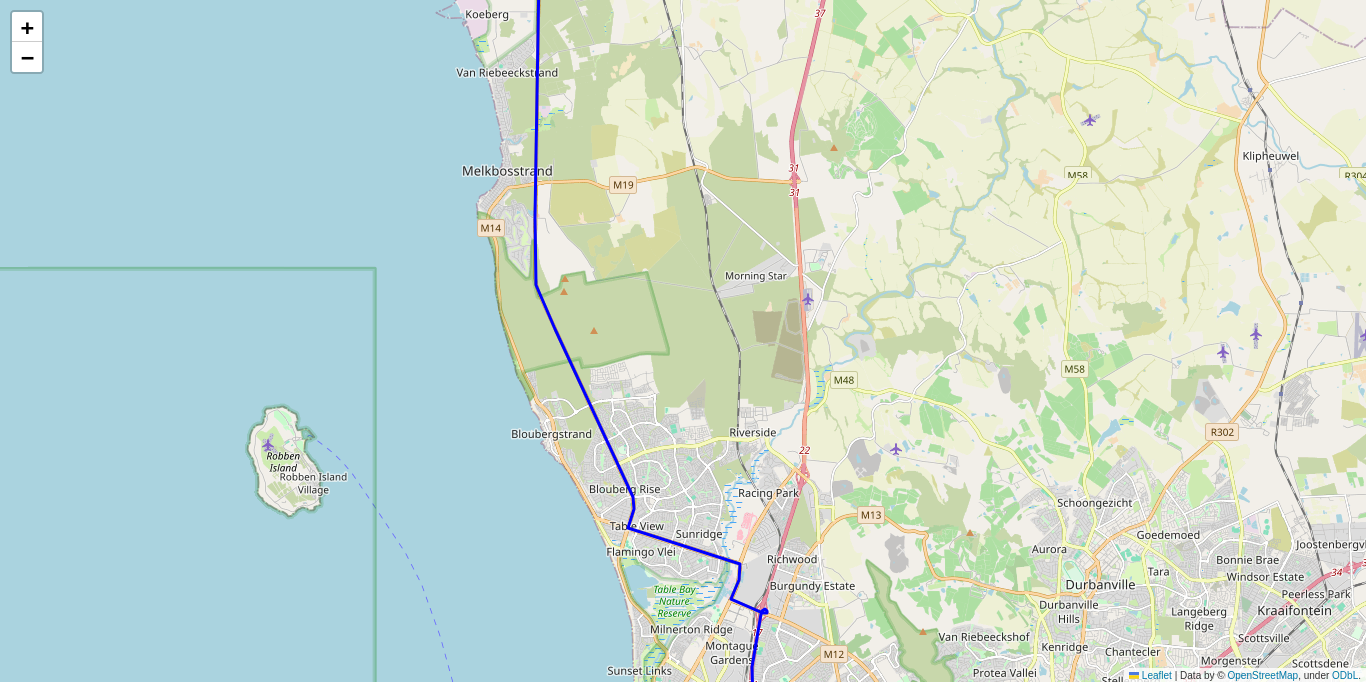 +
−
Koeberg
37
Van Riebeeckstrand
Klipheuwel
Melkbosstrand
31
M58
R304
M19
31
M14
Morning Star
M58
M48
Bloubergstrand
Riverside
R302
22
Robben
Island
Robben Island
Village
Blouberg Rise
Racing Park
Schoongezicht
M13
Table View
Sunridge
Goedemoed
Flamingo Vlei
Aurora
Richwood
Bonnie Brae
Tara
Windsor Estate
34
Table Bay
Nature
Reserve
Burgundy Estate
Durbanville
Peerless Park
Durbanville
Hills
Langeberg
Ridge
Kraaifontein
Milnerton Ridge
Montague
Gardens
Van Riebeeckshof
Kenridge
Scottsville
M12
Chantecler
Morgenster
Scottsdene
Sunset Links
Protea Valley
Leaflet | Data by © OpenStreetMap, under ODbL.